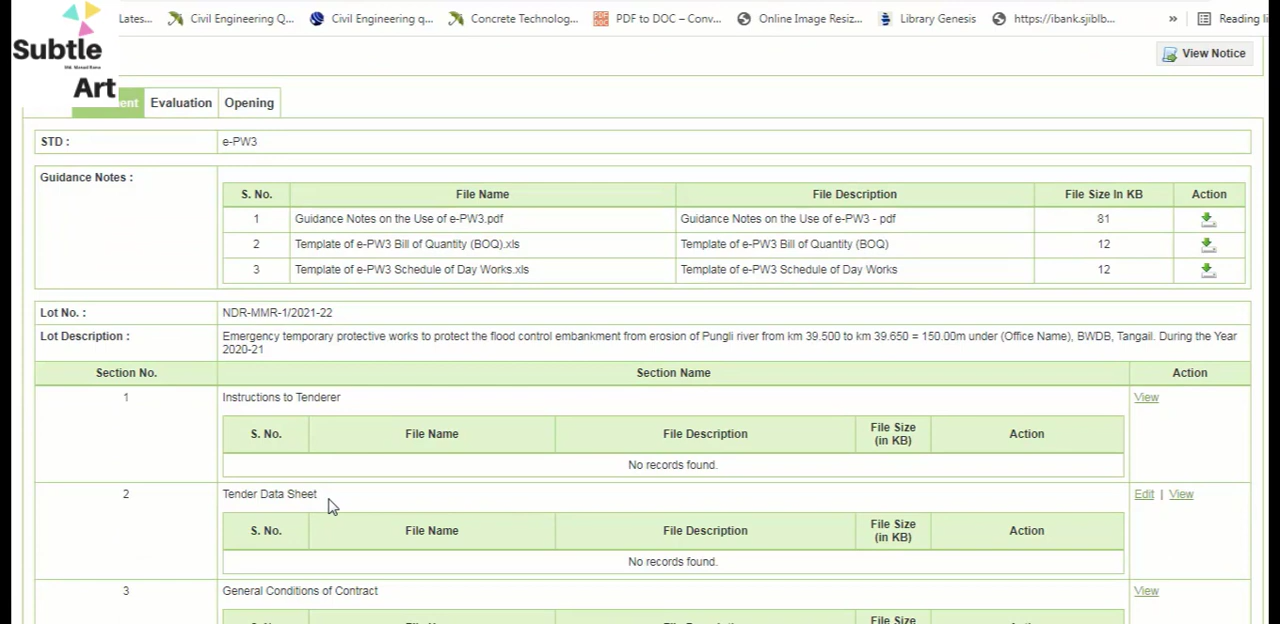 Lates...
Civil Engineering Q...
Civil Engineering q...
Concrete Technolog...
PDF to DOC – Conv...
Online Image Resiz...
Library Genesis
https://ibank.sjiblb...
»
Reading li
Subtle
Art
View Notice
ent
Evaluation
Opening
STD :
e-PW3
Guidance Notes :
S. No. File Name File Description File Size In KB Action
1 Guidance Notes on the Use of e-PW3.pdf Guidance Notes on the Use of e-PW3 - pdf 81
2 Template of e-PW3 Bill of Quantity (BOQ).xls Template of e-PW3 Bill of Quantity (BOQ) 12
3 Template of e-PW3 Schedule of Day Works.xls Template of e-PW3 Schedule of Day Works 12
Lot No. : NDR-MMR-1/2021-22
Lot Description : Emergency temporary protective works to protect the flood control embankment from erosion of Pungli river from km 39.500 to km 39.650 = 150.00m under (Office Name), BWDB, Tangail. During the Year
2020-21
Section No. Section Name Action
1 Instructions to Tenderer View
S. No. File Name File Description File Size
(in KB) Action
No records found.
2 Tender Data Sheet Edit | View
S. No. File Name File Description File Size
(in KB) Action
No records found.
3 General Conditions of Contract View
File Size